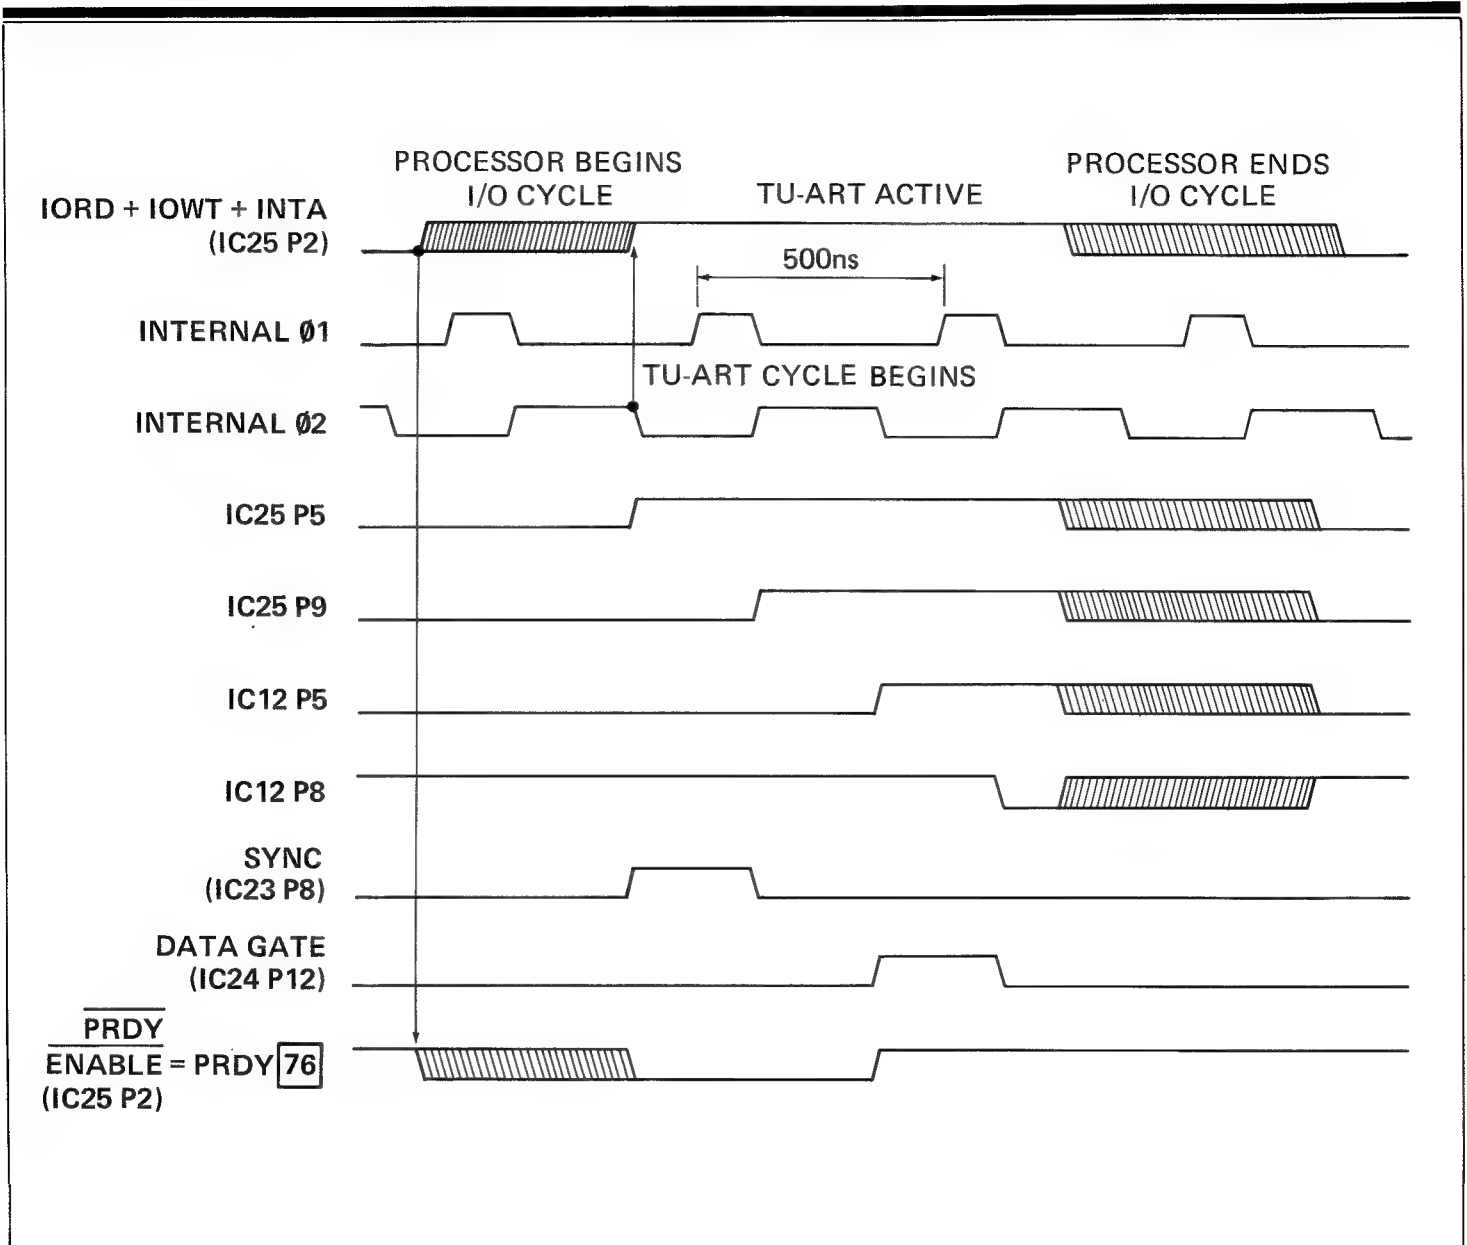 PROCESSOR BEGINS
I/O CYCLE
TU-ART ACTIVE
PROCESSOR ENDS
I/O CYCLE
IORD + IOWT + INTA
(IC25 P2)
500ns
INTERNAL Ø1
TU-ART CYCLE BEGINS
INTERNAL Ø2
IC25 P5
IC25 P9
IC12 P5
IC12 P8
SYNC
(IC23 P8)
DATA GATE
(IC24 P12)
PRDY
ENABLE = PRDY 76
(IC25 P2)